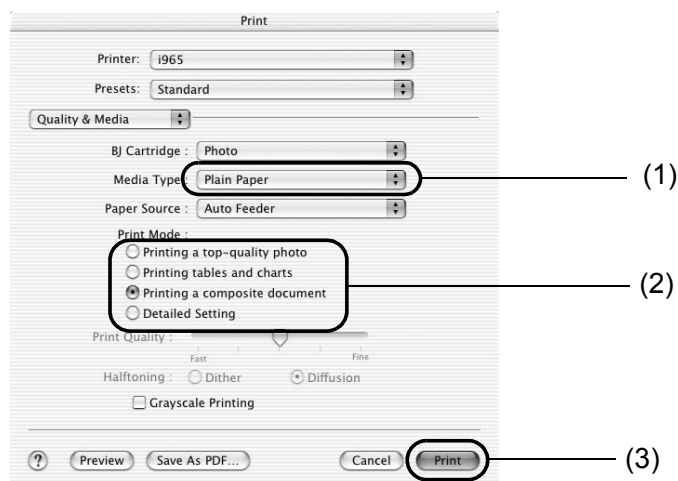 Print
Printer: i965
Presets: Standard
Quality & Media
BJ Cartridge : Photo
Media Type : Plain Paper (1)
Paper Source : Auto Feeder
Print Mode :
Printing a top-quality photo
Printing tables and charts
Printing a composite document (2)
Detailed Setting
Print Quality :
Fast Fine
Halftoning : Dither Diffusion
Grayscale Printing
? Preview Save As PDF... Cancel Print (3)